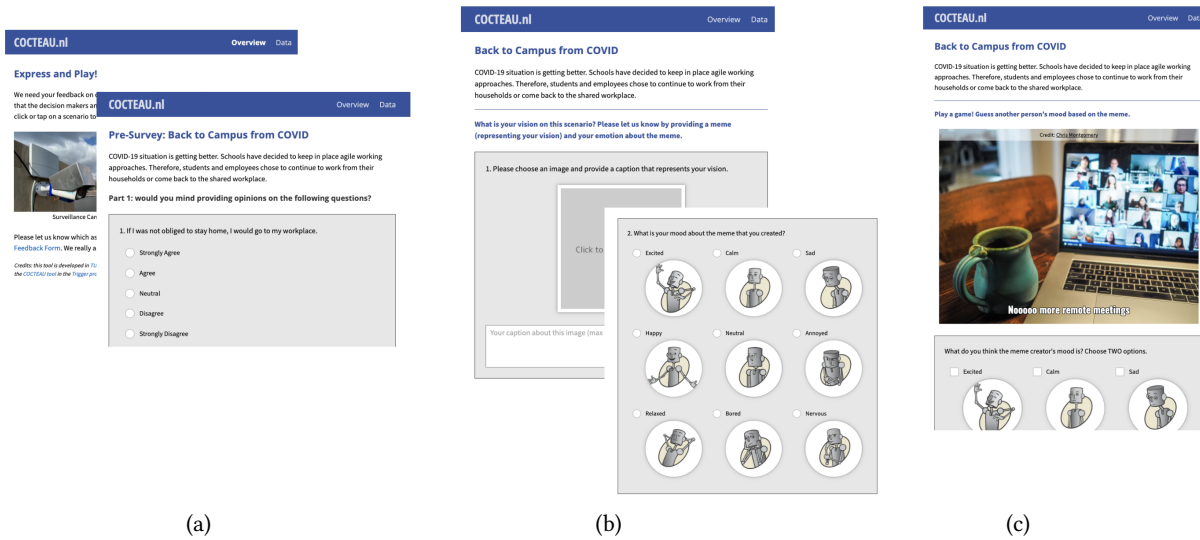 COCTEAU.nl
Overview Data
Express and Play!
We need your feedback on
that the decision makers an
click or tap on a scenario to
Surveillance Cam
Please let us know which as
Feedback Form. We really a
Credits: this tool is developed in TU
the COCTEAU tool in the Trigger pro
COCTEAU.nl
Overview Data
Pre-Survey: Back to Campus from COVID
COVID-19 situation is getting better. Schools have decided to keep in place agile working
approaches. Therefore, students and employees chose to continue to work from their
households or come back to the shared workplace.
Part 1: would you mind providing opinions on the following questions?
1. If I was not obliged to stay home, I would go to my workplace.
Strongly Agree
Agree
Neutral
Disagree
Strongly Disagree
(a)
COCTEAU.nl
Overview Data
Back to Campus from COVID
COVID-19 situation is getting better. Schools have decided to keep in place agile working
approaches. Therefore, students and employees chose to continue to work from their
households or come back to the shared workplace.
What is your vision on this scenario? Please let us know by providing a meme
(representing your vision) and your emotion about the meme.
1. Please choose an image and provide a caption that represents your vision.
Click to
Your caption about this image (max
2. What is your mood about the meme that you created?
Excited Calm Sad
Happy Neutral Annoyed
Relaxed Bored Nervous
(b)
COCTEAU.nl
Overview Data
Back to Campus from COVID
COVID-19 situation is getting better. Schools have decided to keep in place agile working
approaches. Therefore, students and employees chose to continue to work from their
households or come back to the shared workplace.
Play a game! Guess another person's mood based on the meme.
Credit: Chris Montgomery
Nooooo more remote meetings
What do you think the meme creator's mood is? Choose TWO options.
Excited Calm Sad
(c)